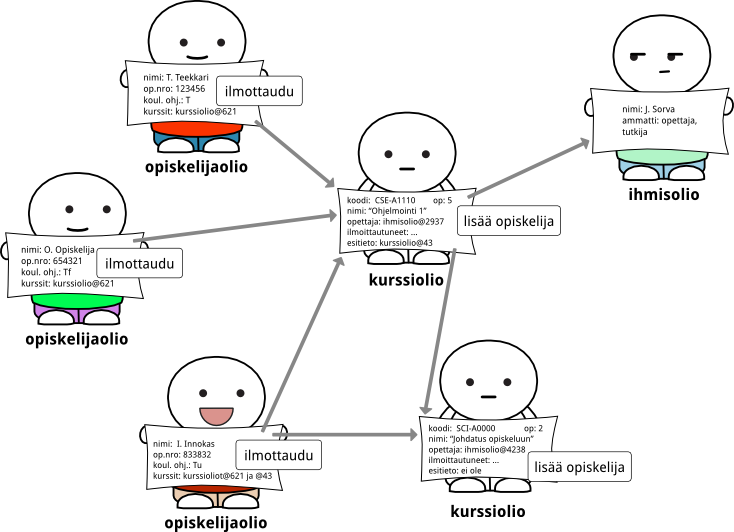 nimi: T. Teekkari
op.nro: 123456
koul. ohj.: T
kurssit: kurssiolio@621
ilmottaudu
opiskelijaolio
nimi: J. Sorva
ammatti: opettaja,
tutkija
ihmisolio
koodi: CSE-A1110 op: 5
nimi: “Ohjelmointi 1”
opettaja: ihmisolio@2937
ilmoittautuneet: ...
esitieto: kurssiolio@43
lisää opiskelija
kurssiolio
nimi: O. Opiskelija
op.nro: 654321
koul. ohj.: Tf
kurssit: kurssiolio@621
ilmottaudu
opiskelijaolio
nimi: I. Innokas
op.nro: 833832
koul. ohj.: Tu
kurssit: kurssioliot@621 ja @43
ilmottaudu
opiskelijaolio
koodi: SCI-A0000 op: 2
nimi: “Johdatus opiskeluun”
opettaja: ihmisolio@4238
ilmoittautuneet: ...
esitieto: ei ole
lisää opiskelija
kurssiolio